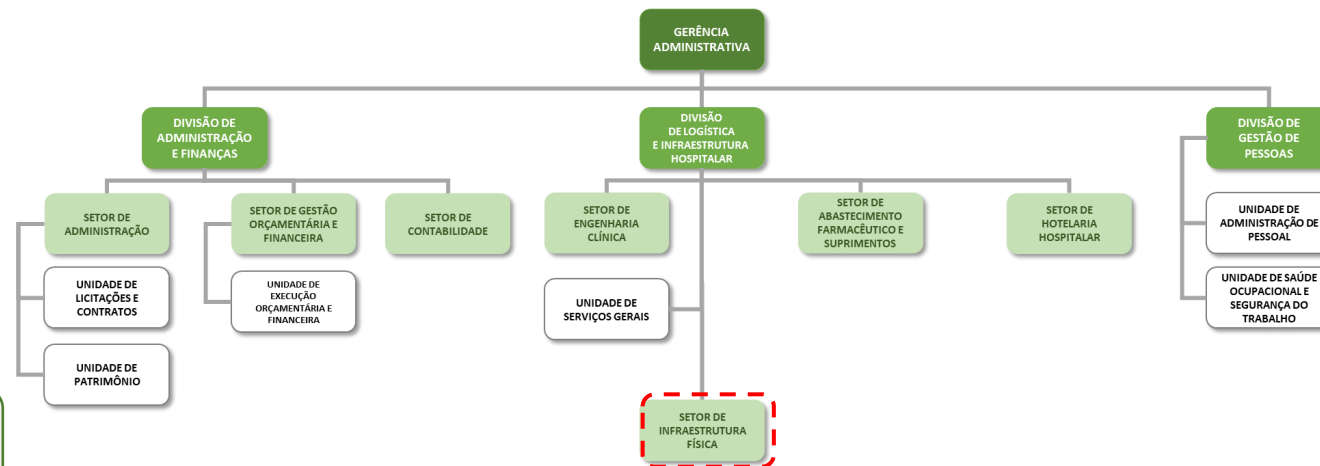 GERÊNCIA
ADMINISTRATIVA
DIVISÃO DE
ADMINISTRAÇÃO
E FINANÇAS
DIVISÃO
DE LOGÍSTICA
E INFRAESTRUTURA
HOSPITALAR
DIVISÃO DE
GESTÃO DE
PESSOAS
SETOR DE
ADMINISTRAÇÃO
SETOR DE GESTÃO
ORÇAMENTÁRIA E
FINANCEIRA
SETOR DE
CONTABILIDADE
SETOR DE
ENGENHARIA
CLÍNICA
SETOR DE
ABASTECIMENTO
FARMACÊUTICO E
SUPRIMENTOS
SETOR DE
HOTELARIA
HOSPITALAR
UNIDADE DE
ADMINISTRAÇÃO DE
PESSOAL
UNIDADE DE
LICITAÇÕES E
CONTRATOS
UNIDADE DE
EXECUÇÃO
ORÇAMENTÁRIA E
FINANCEIRA
UNIDADE DE
SERVIÇOS GERAIS
UNIDADE DE SAÚDE
OCUPACIONAL E
SEGURANÇA DO
TRABALHO
UNIDADE DE
PATRIMÔNIO
SETOR DE
INFRAESTRUTURA
FÍSICA